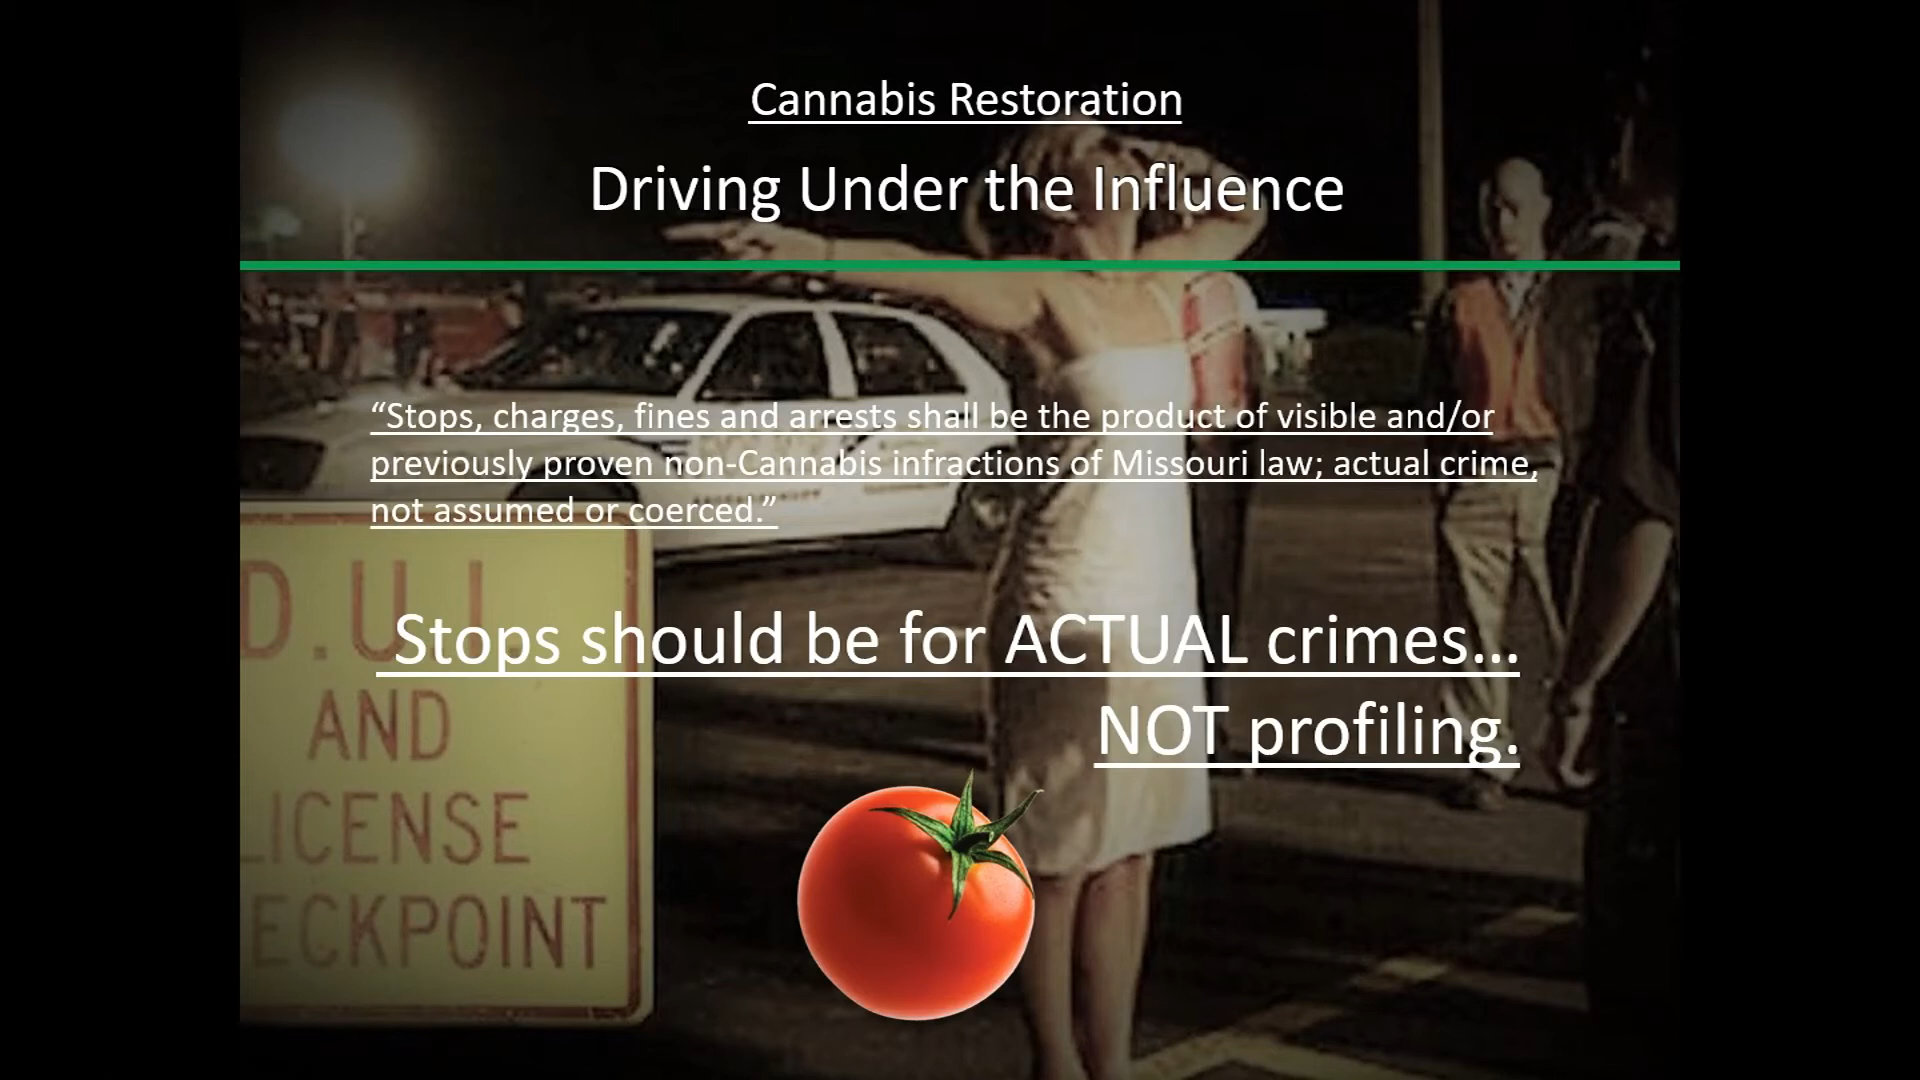 Cannabis Restoration
Driving Under the Influence
“Stops, charges, fines and arrests shall be the product of visible and/or
previously proven non-Cannabis infractions of Missouri law; actual crime,
not assumed or coerced.”
Stops should be for ACTUAL crimes...
NOT profiling.
D.U.I.
AND
LICENSE
ECKPOINT